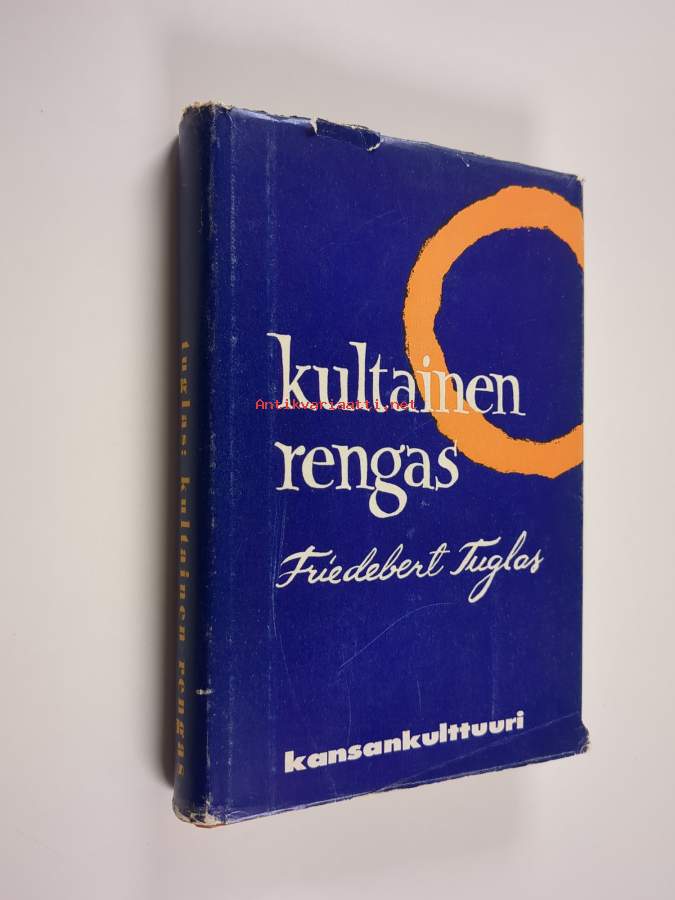 kultainen
rengas
Friedebert Tuglas
kansankulttuuri
tuglas: kultainen rengas
Antikvariaatti.net